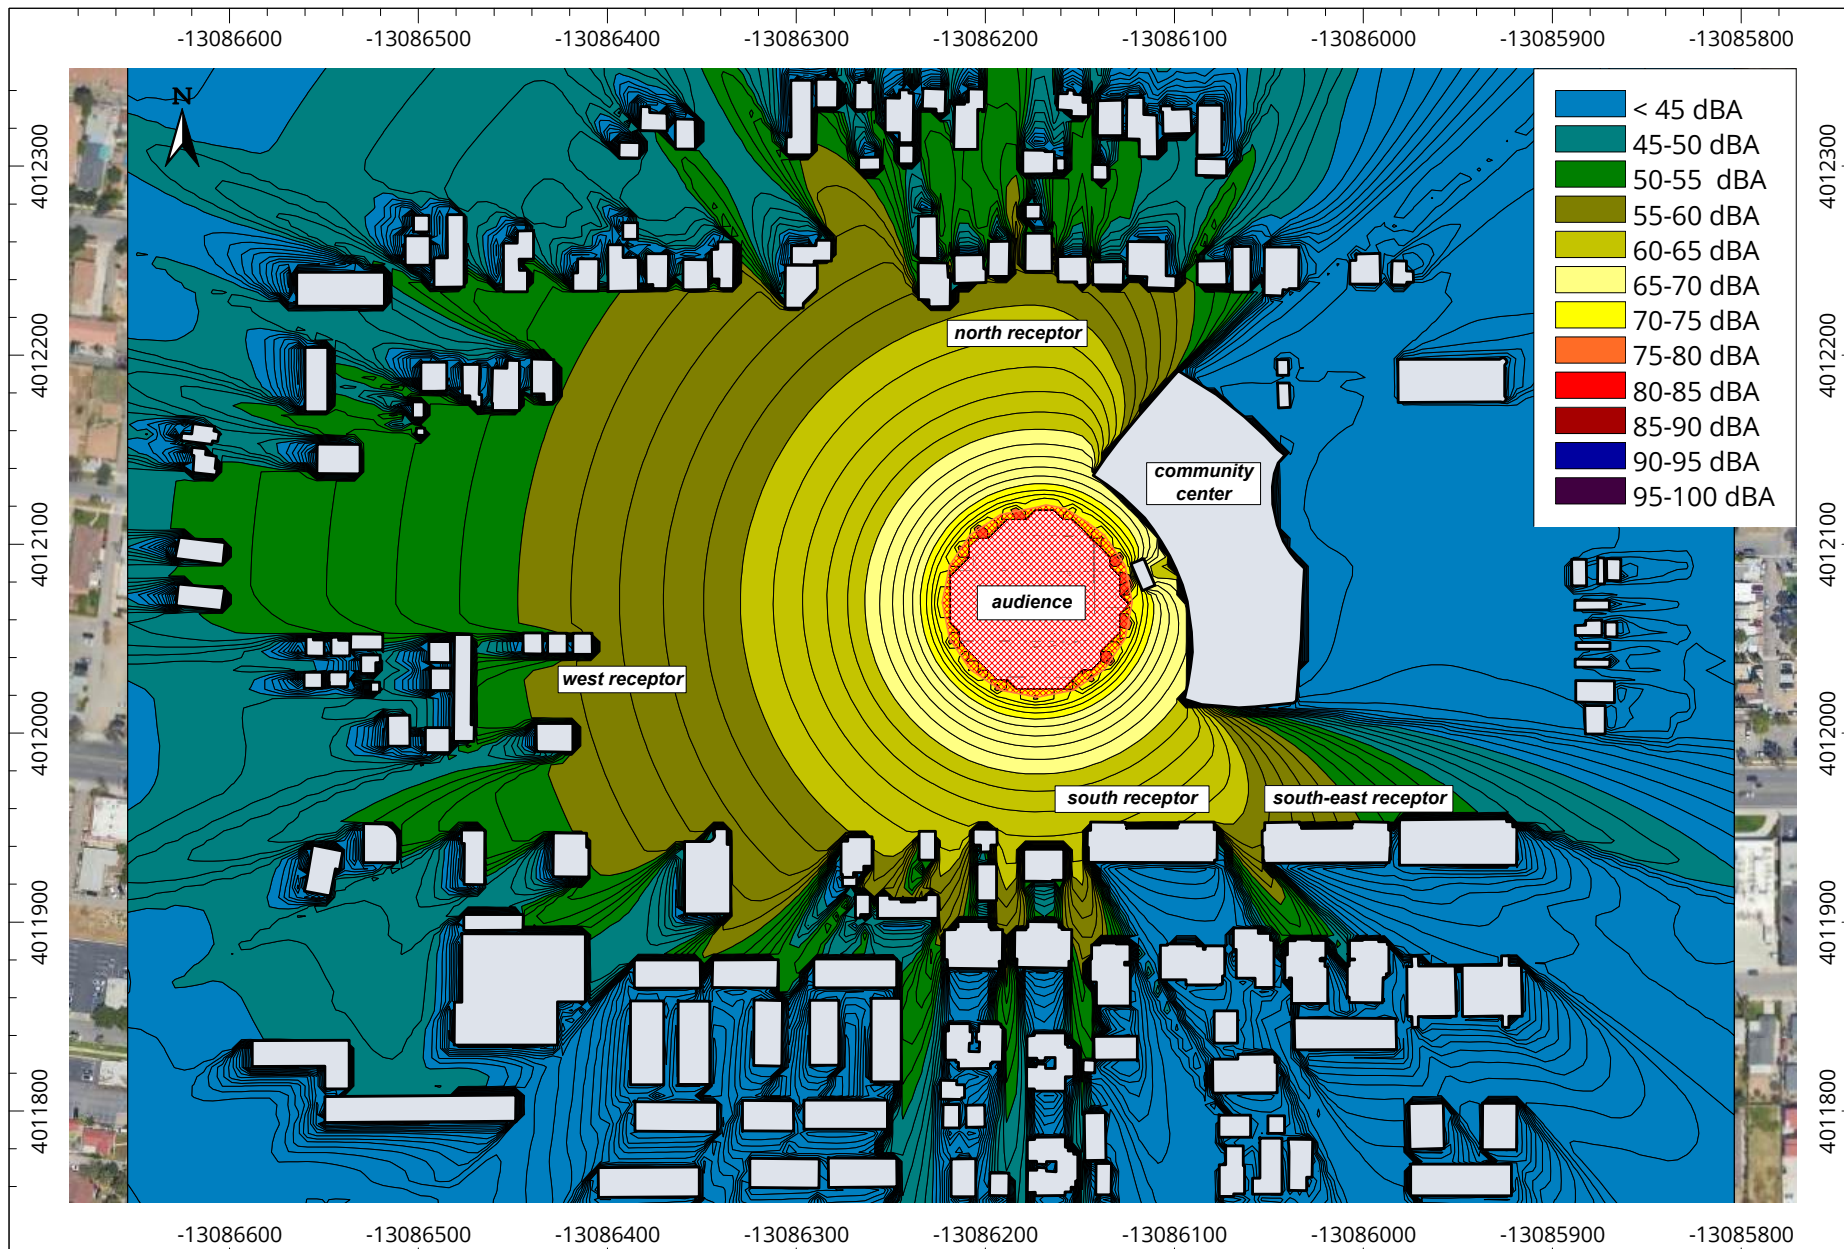 -13086600 -13086500 -13086400 -13086300 -13086200 -13086100 -13086000 -13085900 -13085800
N
< 45 dBA
45-50 dBA
50-55 dBA
55-60 dBA
60-65 dBA
65-70 dBA
70-75 dBA
75-80 dBA
80-85 dBA
85-90 dBA
90-95 dBA
95-100 dBA
4012300
4012200
4012100
4012000
4011900
4011800
north receptor
community
center
audience
west receptor
south receptor
south-east receptor
4012300
4012200
4012100
4012000
4011900
4011800
-13086600 -13086500 -13086400 -13086300 -13086200 -13086100 -13086000 -13085900 -13085800